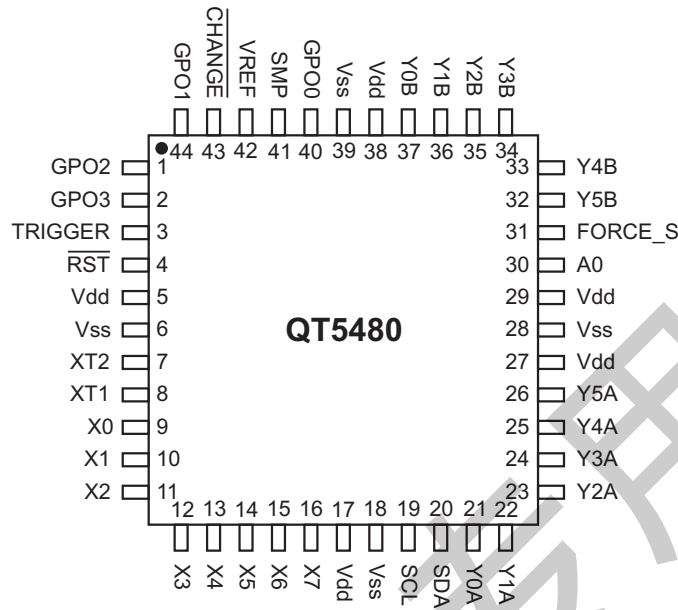 GPO1 CHANGE VREF SMP GPO0 Vss Vdd Y0B Y1B Y2B Y3B
44 43 42 41 40 39 38 37 36 35 34
GPO2 1 33 Y4B
GPO3 2 32 Y5B
TRIGGER 3 31 FORCE_S
RST 4 30 A0
Vdd 5 29 Vdd
QT5480
Vss 6 28 Vss
XT2 7 27 Vdd
XT1 8 26 Y5A
X0 9 25 Y4A
X1 10 24 Y3A
X2 11 23 Y2A
12 13 14 15 16 17 18 19 20 21 22
X3 X4 X5 X6 X7 Vdd Vss SCL SDA Y0A Y1A
专用